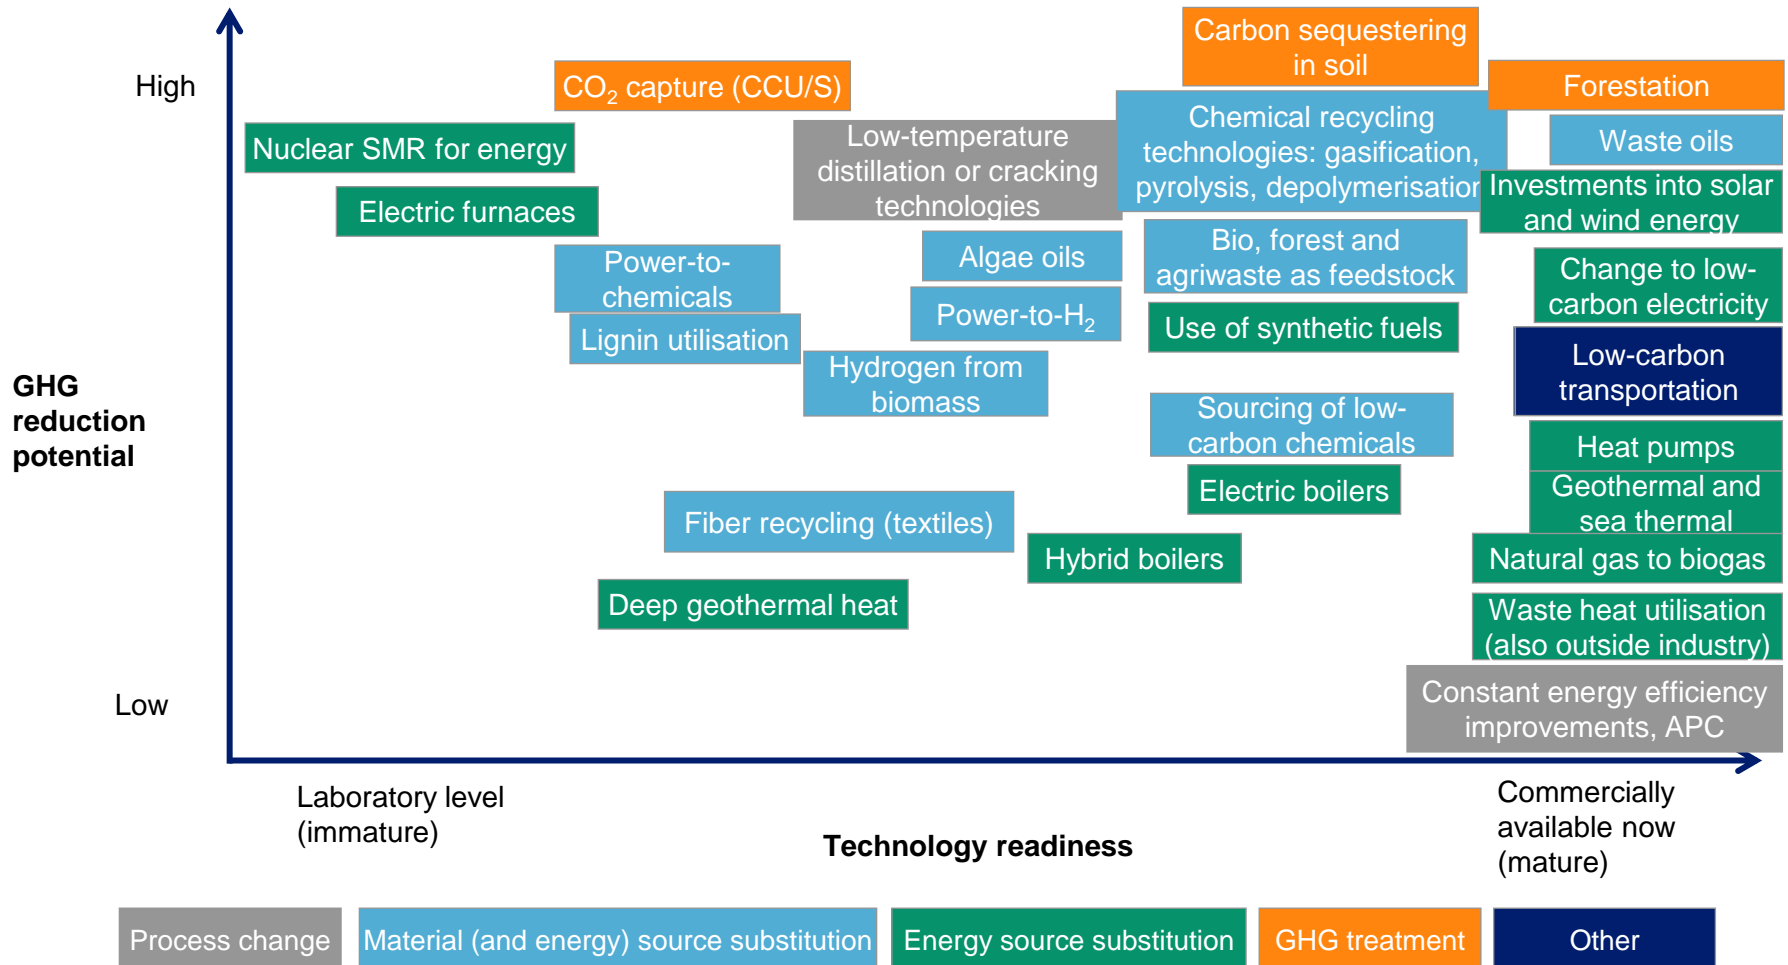 High
GHG
reduction
potential
Low
CO₂ capture (CCU/S)
Carbon sequestering
in soil
Forestation
Nuclear SMR for energy
Low-temperature
distillation or cracking
technologies
Chemical recycling
technologies: gasification,
pyrolysis, depolymerisation
Waste oils
Electric furnaces
Investments into solar
and wind energy
Power-to-
chemicals
Algae oils
Bio, forest and
agriwaste as feedstock
Change to low-
carbon electricity
Lignin utilisation
Power-to-H₂
Use of synthetic fuels
Low-carbon
transportation
Hydrogen from
biomass
Sourcing of low-
carbon chemicals
Heat pumps
Electric boilers
Geothermal and
sea thermal
Fiber recycling (textiles)
Hybrid boilers
Natural gas to biogas
Deep geothermal heat
Waste heat utilisation
(also outside industry)
Constant energy efficiency
improvements, APC
Laboratory level
(immature)
Technology readiness
Commercially
available now
(mature)
Process change
Material (and energy) source substitution
Energy source substitution
GHG treatment
Other